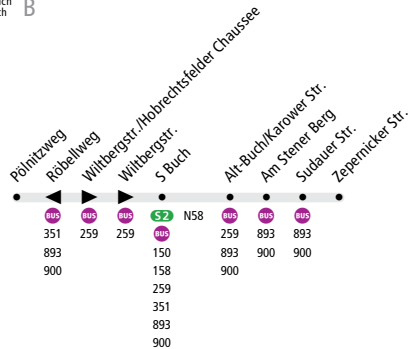 ch
h
B
Pölnitzweg
Röbellweg
Wiltbergstr./Hobrechtsfelder Chaussee
Wiltbergstr.
S Buch
Alt-Buch/Karower Str.
Am Stener Berg
Sudauer Str.
Zepernicker Str.
BUS BUS BUS S2 N58 BUS BUS BUS
351 259 259 BUS 259 893 893
893 150 893 900 900
900 158 900
259
351
893
900